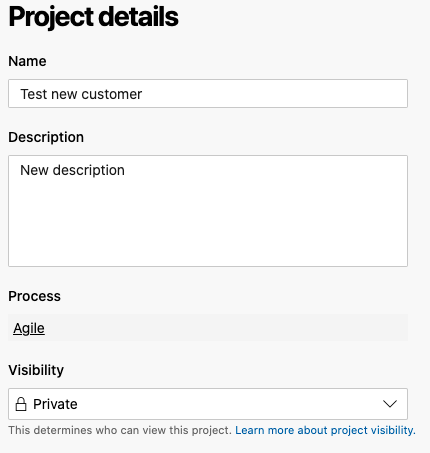 Project details
Name
Test new customer
Description
New description
Process
Agile
Visibility
Private
This determines who can view this project. Learn more about project visibility.